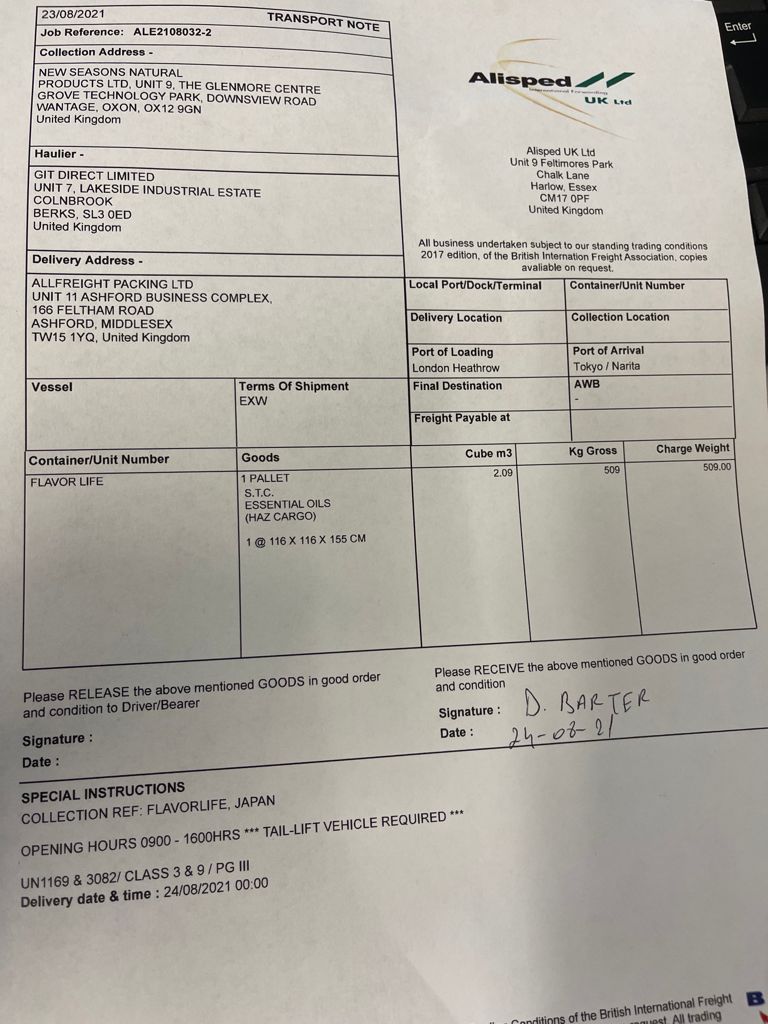 23/08/2021
TRANSPORT NOTE
Job Reference: ALE2108032-2
Collection Address -
NEW SEASONS NATURAL
PRODUCTS LTD, UNIT 9, THE GLENMORE CENTRE
GROVE TECHNOLOGY PARK, DOWNSVIEW ROAD
WANTAGE, OXON, OX12 9GN
United Kingdom
Haulier -
GIT DIRECT LIMITED
UNIT 7, LAKESIDE INDUSTRIAL ESTATE
COLNBROOK
BERKS, SL3 0ED
United Kingdom
Delivery Address -
ALLFREIGHT PACKING LTD
UNIT 11 ASHFORD BUSINESS COMPLEX,
166 FELTHAM ROAD
ASHFORD, MIDDLESEX
TW15 1YQ, United Kingdom
Enter
Alisped
International Forwarding
UK Ltd
Alisped UK Ltd
Unit 9 Feltimores Park
Chalk Lane
Harlow, Essex
CM17 0PF
United Kingdom
All business undertaken subject to our standing trading conditions
2017 edition, of the British Internation Freight Association, copies
avaliable on request.
Local Port/Dock/Terminal
Container/Unit Number
Delivery Location
Collection Location
Port of Loading
London Heathrow
Port of Arrival
Tokyo / Narita
Vessel
Terms Of Shipment
EXW
Final Destination
AWB
-
Freight Payable at
Container/Unit Number
Goods
Cube m3
Kg Gross
Charge Weight
FLAVOR LIFE
1 PALLET
S.T.C.
ESSENTIAL OILS
(HAZ CARGO)
1 @ 116 X 116 X 155 CM
2.09
509
509.00
Please RELEASE the above mentioned GOODS in good order
and condition to Driver/Bearer
Signature :
Date :
Please RECEIVE the above mentioned GOODS in good order
and condition
Signature : D. BARTER
Date : 24-08-21
SPECIAL INSTRUCTIONS
COLLECTION REF: FLAVORLIFE, JAPAN
OPENING HOURS 0900 - 1600HRS *** TAIL-LIFT VEHICLE REQUIRED ***
UN1169 & 3082/ CLASS 3 & 9 / PG III
Delivery date & time : 24/08/2021 00:00
Conditions of the British International Freight
All trading
B